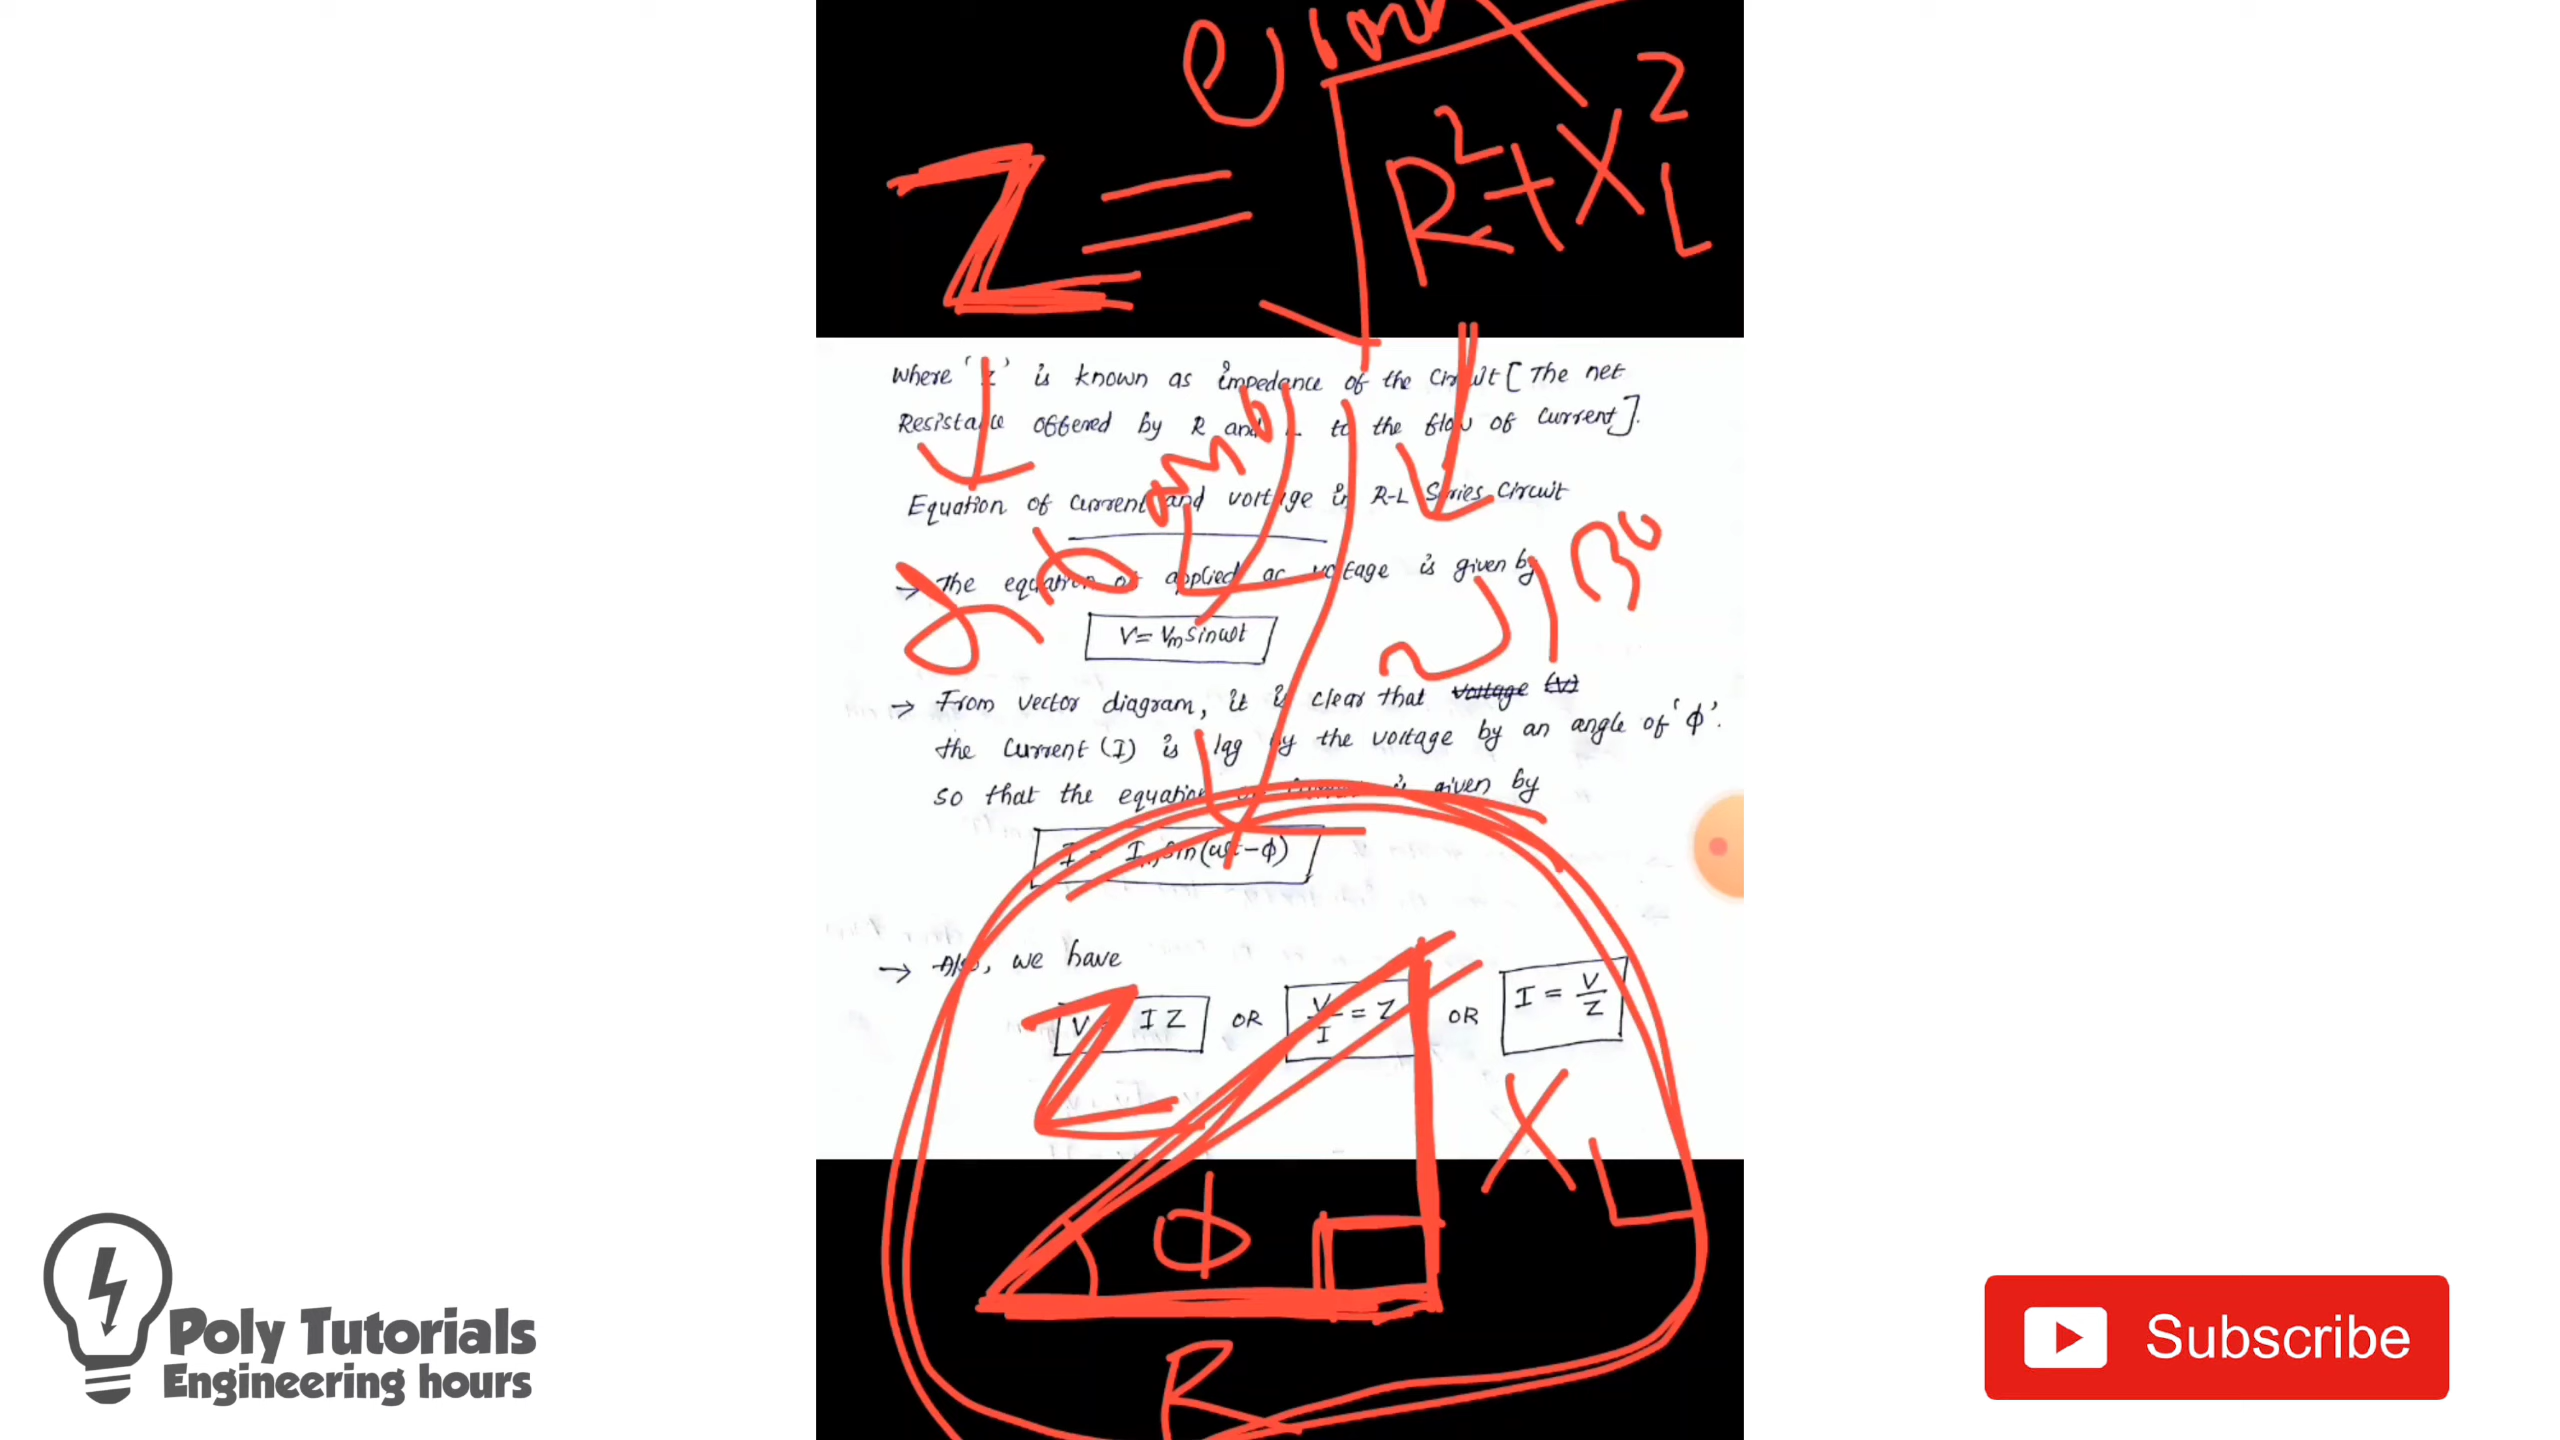 Z = √R²+X²L
Where 'Z' is known as impedance of the circuit [ The net
Resistance offered by R and L to the flow of current].
Equation of current and voltage in R-L Series Circuit
→ The equation of applied ac voltage is given by
V= Vm sinωt
→ From vector diagram, it is clear that
the current (I) is lag by the voltage by an angle of 'ϕ'.
so that the equation is given by
I = Im sin(ωt-ϕ)
→ Also, we have
V = I Z OR V/I = Z OR I = V/Z
Z
XL
ϕ
R
Poly Tutorials
Engineering hours
Subscribe